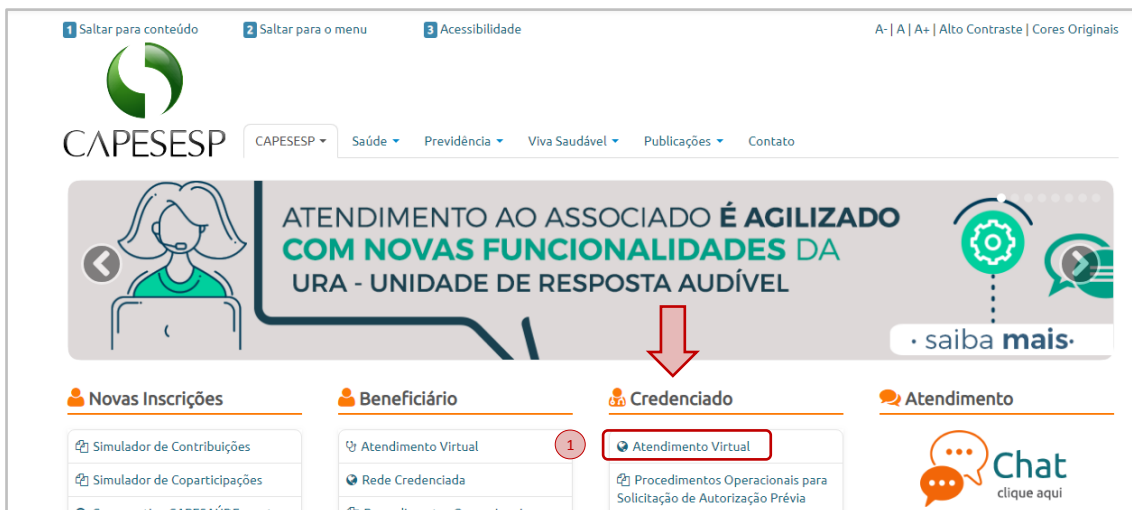 1 Saltar para conteúdo 2 Saltar para o menu 3 Acessibilidade A- | A | A+ | Alto Contraste | Cores Originais
CAPESESP
CAPESESP Saúde Previdência Viva Saudável Publicações Contato
ATENDIMENTO AO ASSOCIADO É AGILIZADO
COM NOVAS FUNCIONALIDADES DA
URA - UNIDADE DE RESPOSTA AUDÍVEL
· saiba mais·
Novas Inscrições
Simulador de Contribuições
Simulador de Coparticipações
Beneficiário
Atendimento Virtual
Rede Credenciada
Credenciado
1
Atendimento Virtual
Procedimentos Operacionais para
Solicitação de Autorização Prévia
Atendimento
Chat
clique aqui